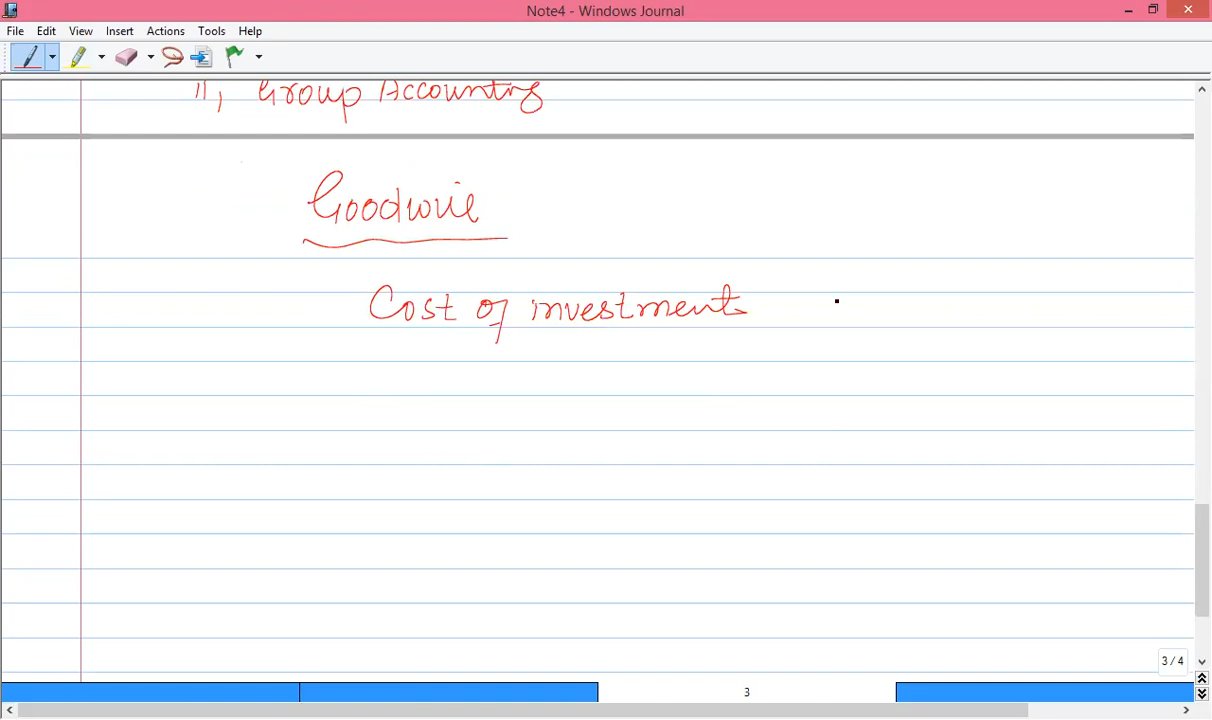 Note4 - Windows Journal
File Edit View Insert Actions Tools Help
11, Group Accounting
Goodwill
Cost of investments
3 / 4
3